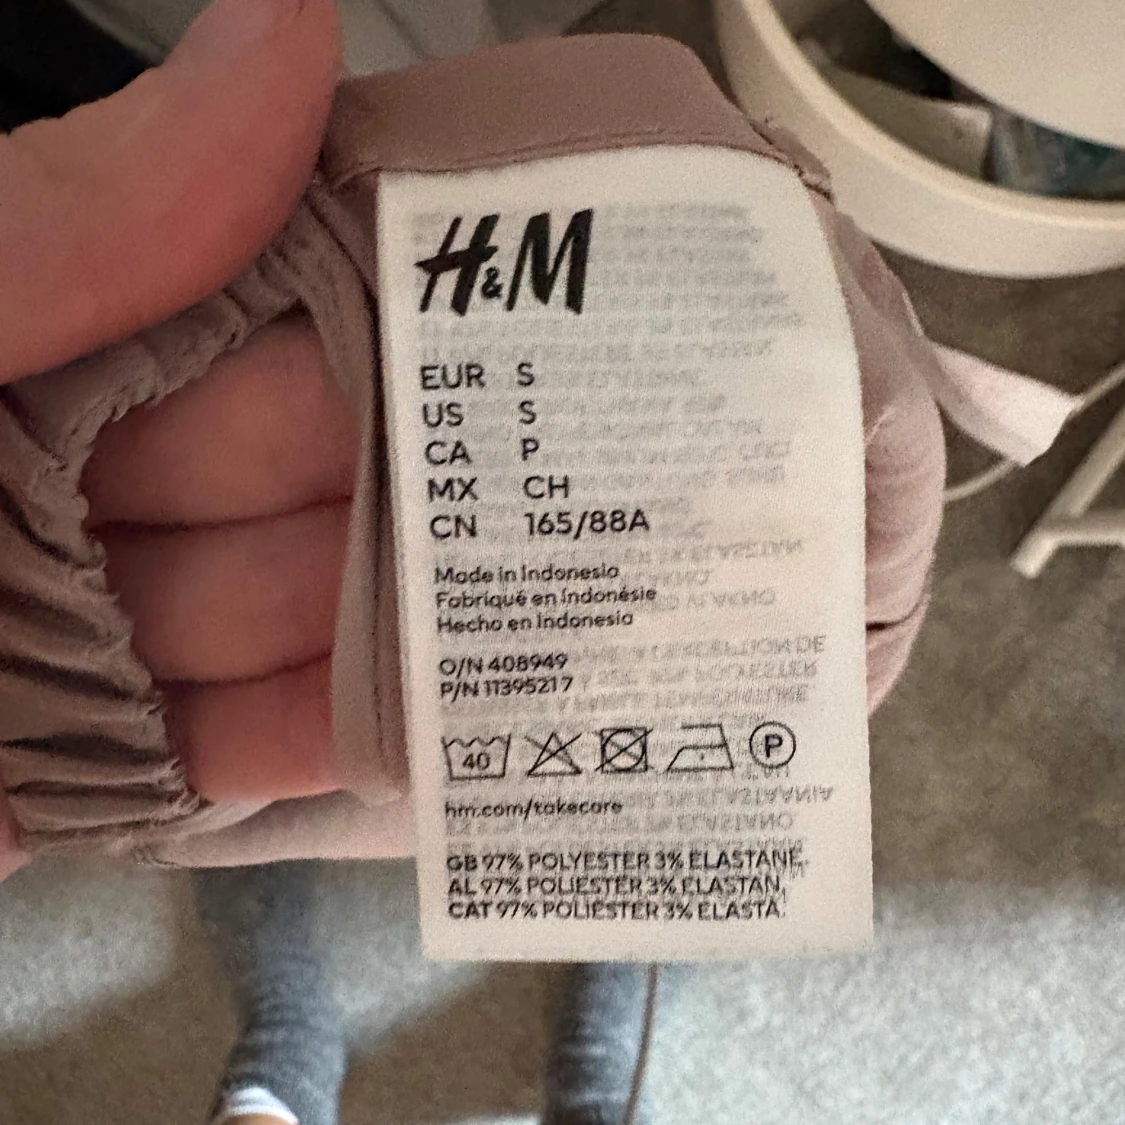 H&M
EUR S
US S
CA P
MX CH
CN 165/88A
Made in Indonesia
Fabriqué en Indonésie
Hecho en Indonesia
O/N 408949
P/N 11395217
40 P
hm.com/takecare
GB 97% POLYESTER 3% ELASTANE.
AL 97% POLIESTER 3% ELASTAN.
CAT 97% POLIÈSTER 3% ELASTÀ.